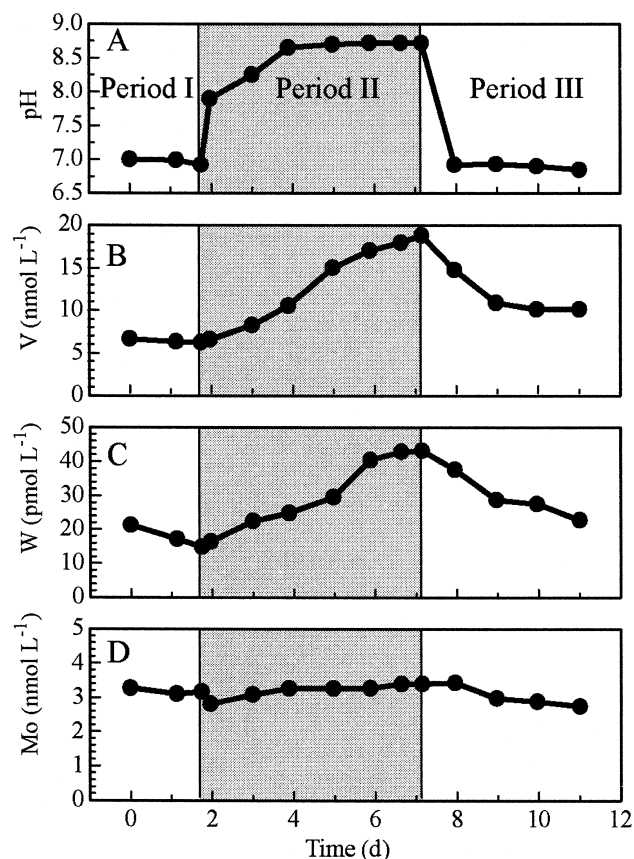 A
Period I
Period II
Period III
pH
9.0
8.5
8.0
7.5
7.0
6.5
B
V (nmol L⁻¹)
20
15
10
5
0
C
W (pmol L⁻¹)
50
40
30
20
10
0
D
Mo (nmol L⁻¹)
5
4
3
2
1
0
0 2 4 6 8 10 12
Time (d)